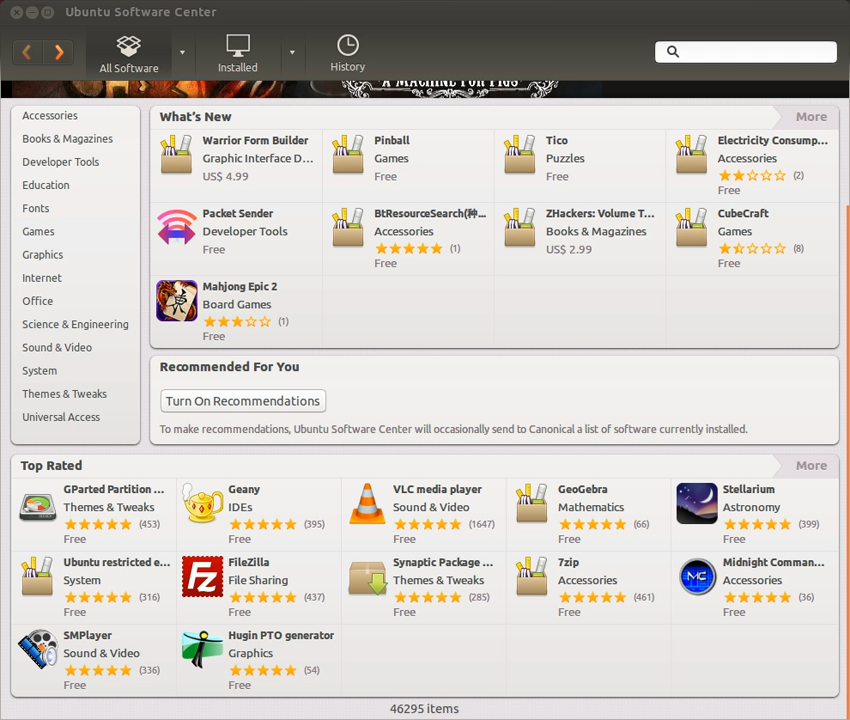 Ubuntu Software Center
All Software
Installed
History
A MACHINE FOR PIGS
Accessories
Books & Magazines
Developer Tools
Education
Fonts
Games
Graphics
Internet
Office
Science & Engineering
Sound & Video
System
Themes & Tweaks
Universal Access
What's New
More
Warrior Form Builder
Graphic Interface D...
US$ 4.99
Pinball
Games
Free
Tico
Puzzles
Free
Electricity Consump...
Accessories
(2)
Free
Packet Sender
Developer Tools
Free
BtResourceSearch(种...
Accessories
(1)
Free
ZHackers: Volume T...
Books & Magazines
US$ 2.99
CubeCraft
Games
(8)
Free
Mahjong Epic 2
Board Games
(1)
Free
Recommended For You
Turn On Recommendations
To make recommendations, Ubuntu Software Center will occasionally send to Canonical a list of software currently installed.
Top Rated
More
GParted Partition ...
Themes & Tweaks
(453)
Free
Geany
IDEs
(395)
Free
VLC media player
Sound & Video
(1647)
Free
GeoGebra
Mathematics
(66)
Free
Stellarium
Astronomy
(399)
Free
Ubuntu restricted e...
System
(316)
Free
Fz
FileZilla
File Sharing
(437)
Free
Synaptic Package ...
Themes & Tweaks
(285)
Free
7zip
Accessories
(461)
Free
MC
Midnight Comman...
Accessories
(36)
Free
SMPlayer
Sound & Video
(336)
Free
Hugin PTO generator
Graphics
(54)
Free
46295 items